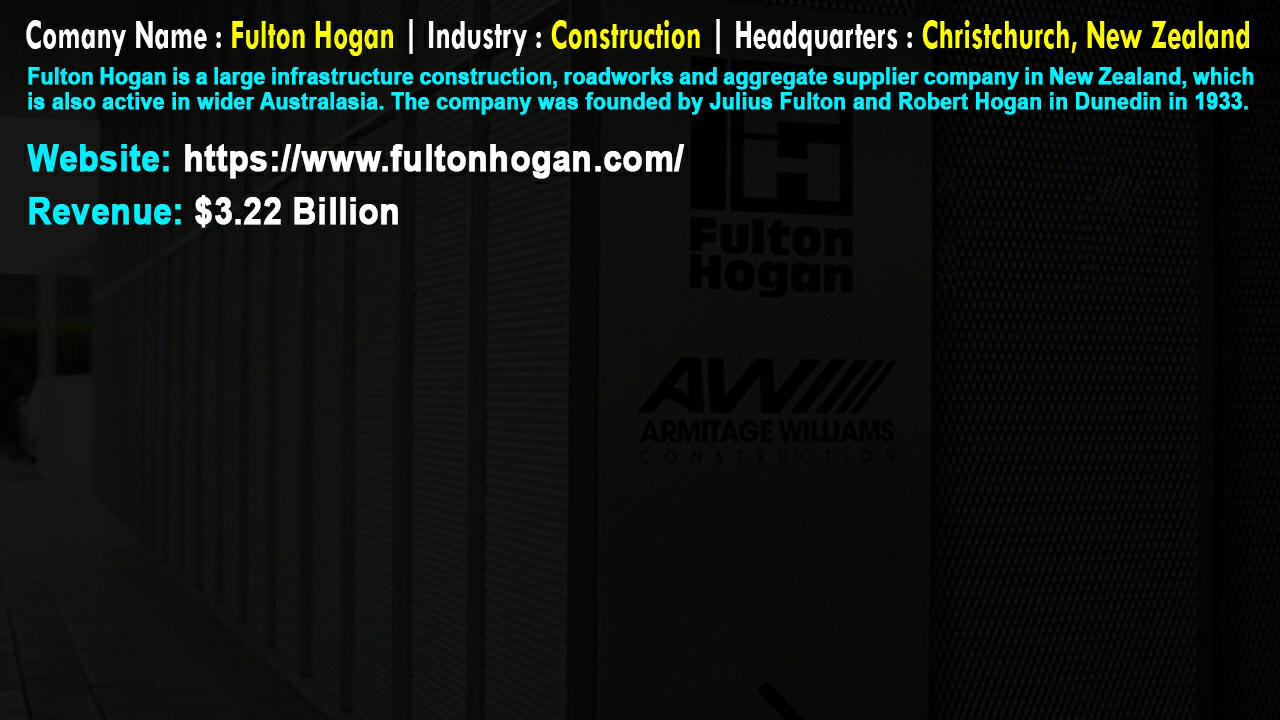 Comany Name : Fulton Hogan | Industry : Construction | Headquarters : Christchurch, New Zealand
Fulton Hogan is a large infrastructure construction, roadworks and aggregate supplier company in New Zealand, which
is also active in wider Australasia. The company was founded by Julius Fulton and Robert Hogan in Dunedin in 1933.
Website: https://www.fultonhogan.com/
Revenue: $3.22 Billion
Fulton
Hogan
AW
ARMITAGE WILLIAMS
CONSTRUCTION